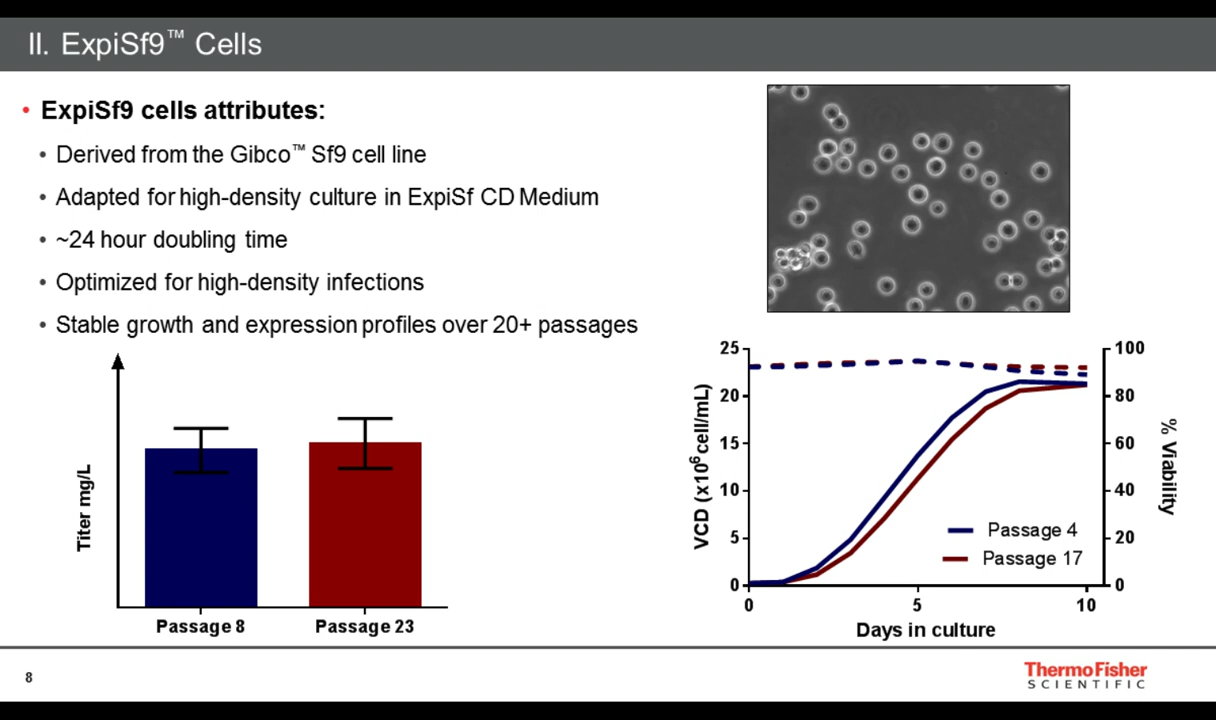 II. ExpiSf9™ Cells
• ExpiSf9 cells attributes:
• Derived from the Gibco™ Sf9 cell line
• Adapted for high-density culture in ExpiSf CD Medium
• ~24 hour doubling time
• Optimized for high-density infections
• Stable growth and expression profiles over 20+ passages
Titer mg/L
Passage 8
Passage 23
25
20
15
10
5
0
VCD (x10⁶cell/mL)
100
80
60
40
20
0
% Viability
Passage 4
Passage 17
0
5
10
Days in culture
8
ThermoFisher
SCIENTIFIC